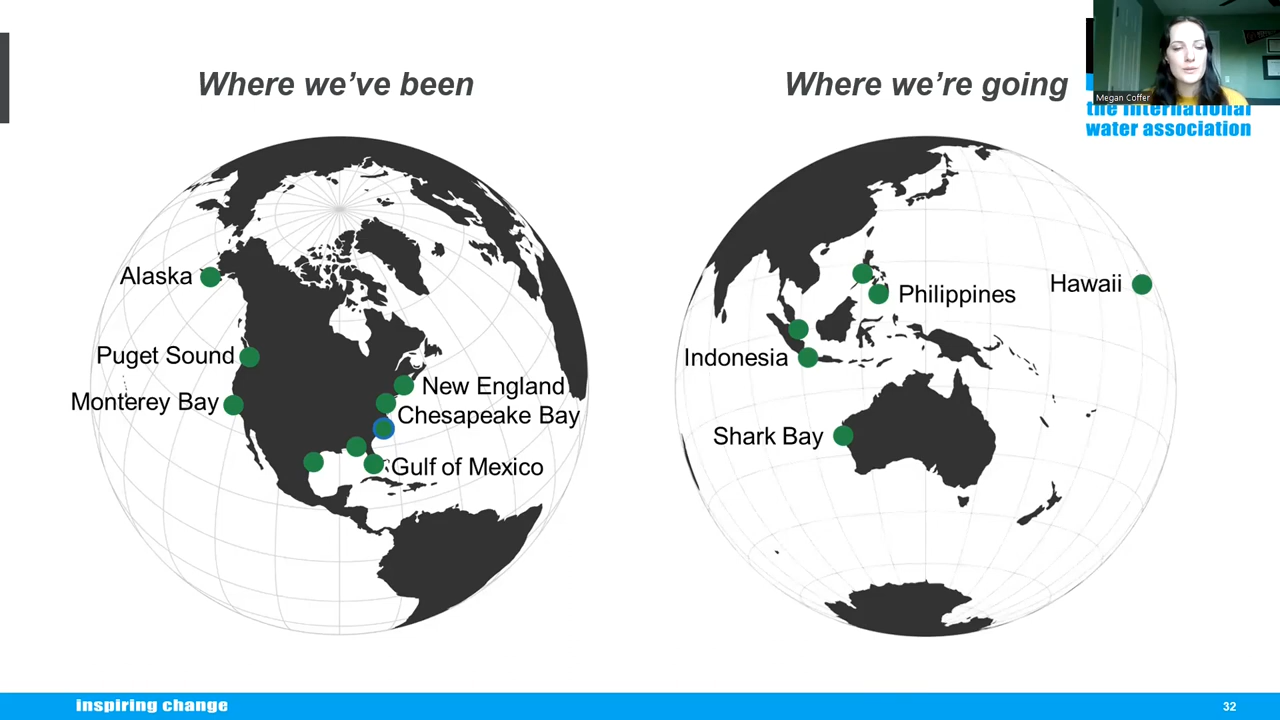 Where we've been
Where we're going
Megan Coffer
the international
water association
Alaska
Puget Sound
Monterey Bay
New England
Chesapeake Bay
Gulf of Mexico
Philippines
Hawaii
Indonesia
Shark Bay
inspiring change
32